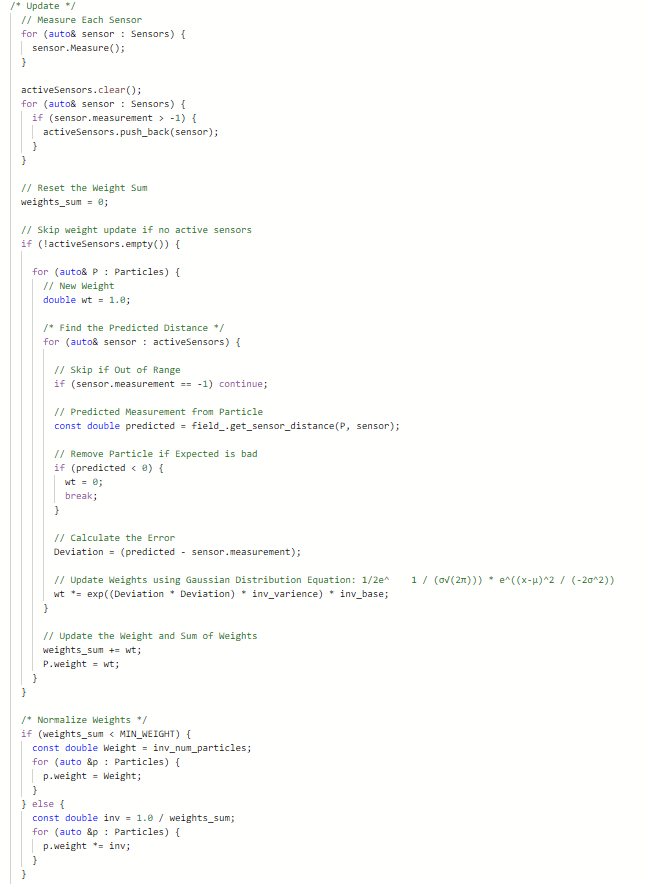 /* Update */
// Measure Each Sensor
for (auto& sensor : Sensors) {
sensor.Measure();
}
activeSensors.clear();
for (auto& sensor : Sensors) {
if (sensor.measurement > -1) {
activeSensors.push_back(sensor);
}
}
// Reset the Weight Sum
weights_sum = 0;
// Skip weight update if no active sensors
if (!activeSensors.empty()) {
for (auto& P : Particles) {
// New Weight
double wt = 1.0;
/* Find the Predicted Distance */
for (auto& sensor : activeSensors) {
// Skip if Out of Range
if (sensor.measurement == -1) continue;
// Predicted Measurement from Particle
const double predicted = field_.get_sensor_distance(P, sensor);
// Remove Particle if Expected is bad
if (predicted < 0) {
wt = 0;
break;
}
// Calculate the Error
Deviation = (predicted - sensor.measurement);
// Update Weights using Gaussian Distribution Equation: 1/2e^    1 / (σ√(2π))) * e^((x-μ)^2 / (-2σ^2))
wt *= exp((Deviation * Deviation) * inv_varience) * inv_base;
}
// Update the Weight and Sum of Weights
weights_sum += wt;
P.weight = wt;
}
}
/* Normalize Weights */
if (weights_sum < MIN_WEIGHT) {
const double Weight = inv_num_particles;
for (auto &p : Particles) {
p.weight = Weight;
}
} else {
const double inv = 1.0 / weights_sum;
for (auto &p : Particles) {
p.weight *= inv;
}
}